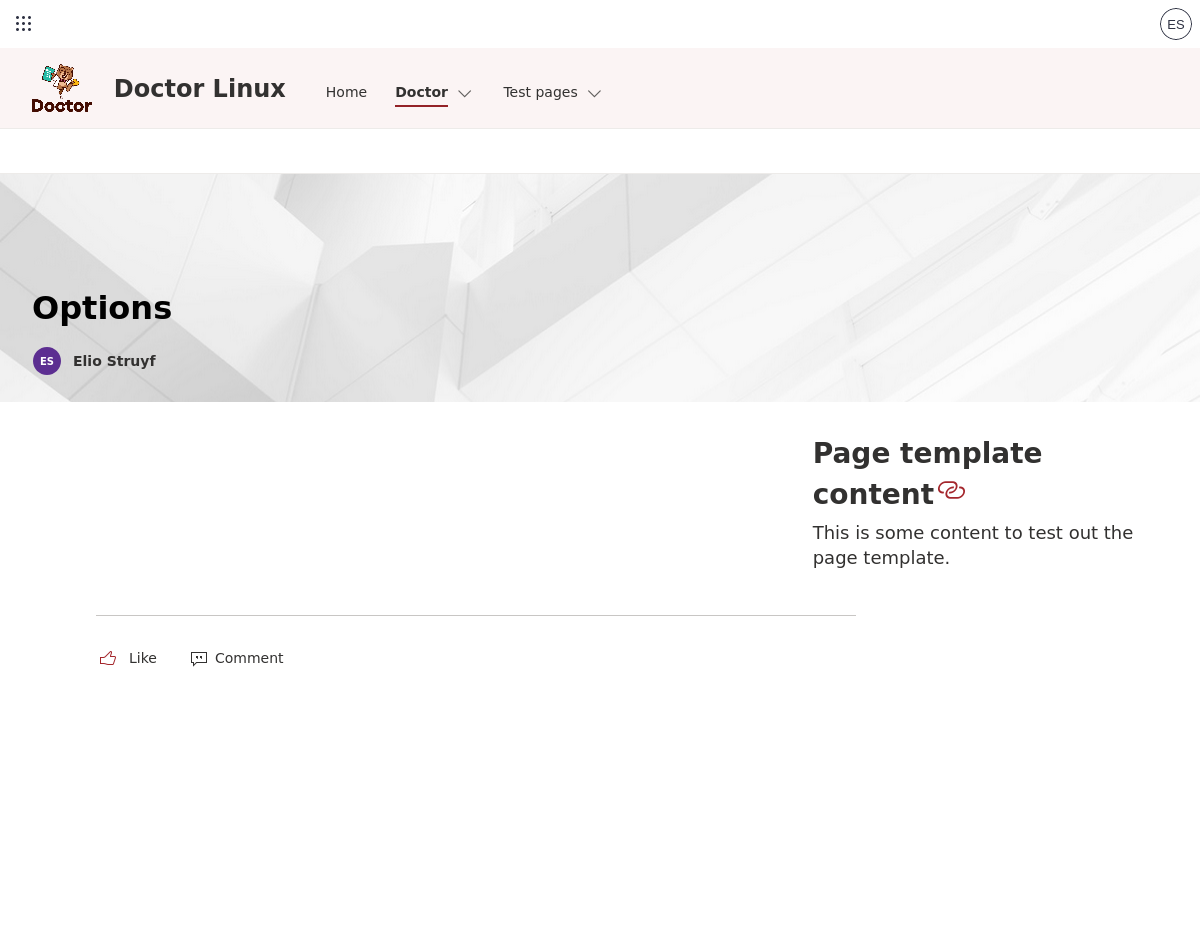 ES
Doctor
Doctor Linux
Home
Doctor
Test pages
Options
ES
Elio Struyf
Page template
content
This is some content to test out the
page template.
Like
Comment